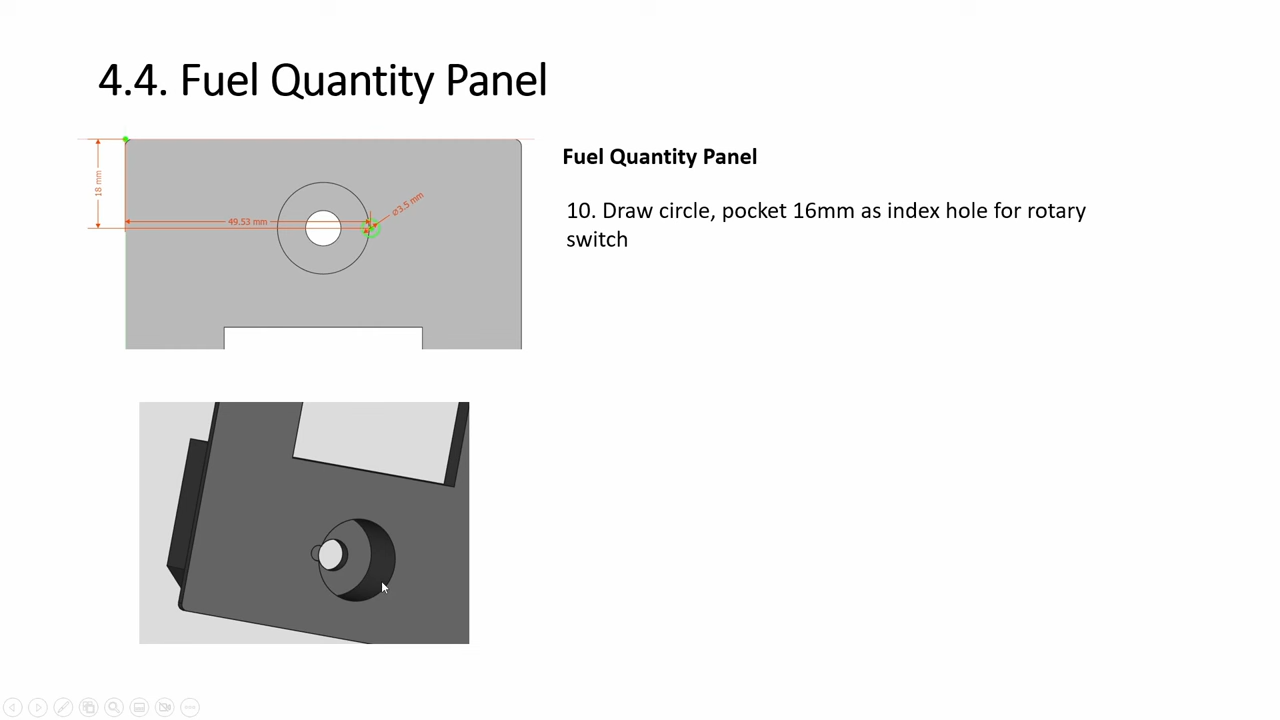 4.4. Fuel Quantity Panel
18 mm
49.53 mm
⌀3.5 mm
Fuel Quantity Panel
10. Draw circle, pocket 16mm as index hole for rotary
switch